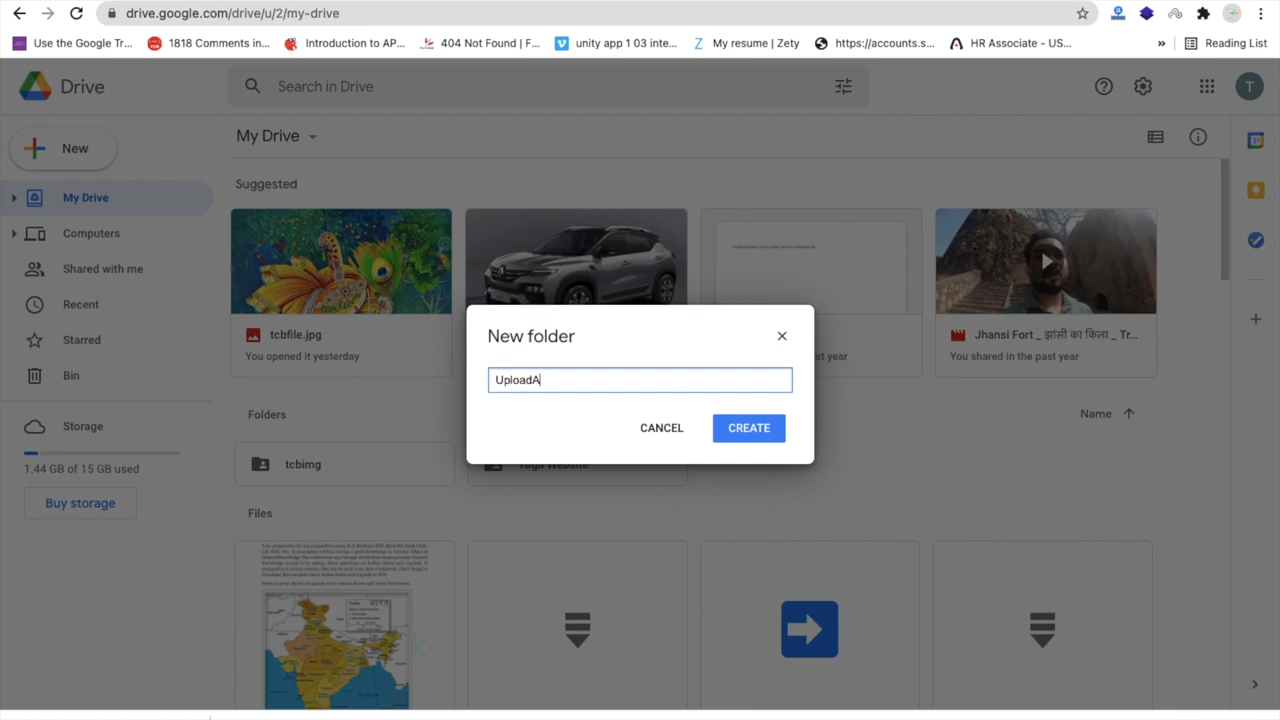 drive.google.com/drive/u/2/my-drive
Use the Google Tr...
1818 Comments in...
Introduction to AP...
404 Not Found | F...
unity app 1 03 inte...
Z My resume | Zety
https://accounts.s...
HR Associate - US...
»
Reading List
Drive
Search in Drive
T
New
My Drive
My Drive
Computers
Shared with me
Recent
Starred
Bin
Storage
1.44 GB of 15 GB used
Buy storage
Suggested
tcbfile.jpg
You opened it yesterday
st year
Jhansi Fort _ झांसी का किला _ Tr...
You shared in the past year
New folder
UploadA
CANCEL
CREATE
Folders
Name
tcbimg
Yoga Website
Files